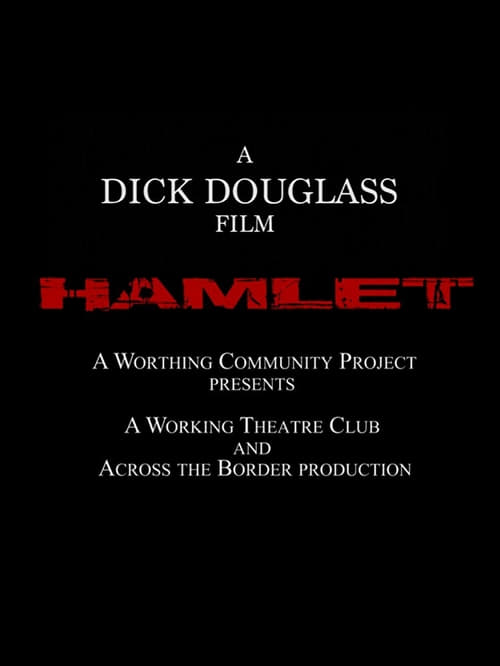 A
DICK DOUGLASS
FILM
HAMLET
A WORTHING COMMUNITY PROJECT
PRESENTS
A WORKING THEATRE CLUB
AND
ACROSS THE BORDER PRODUCTION